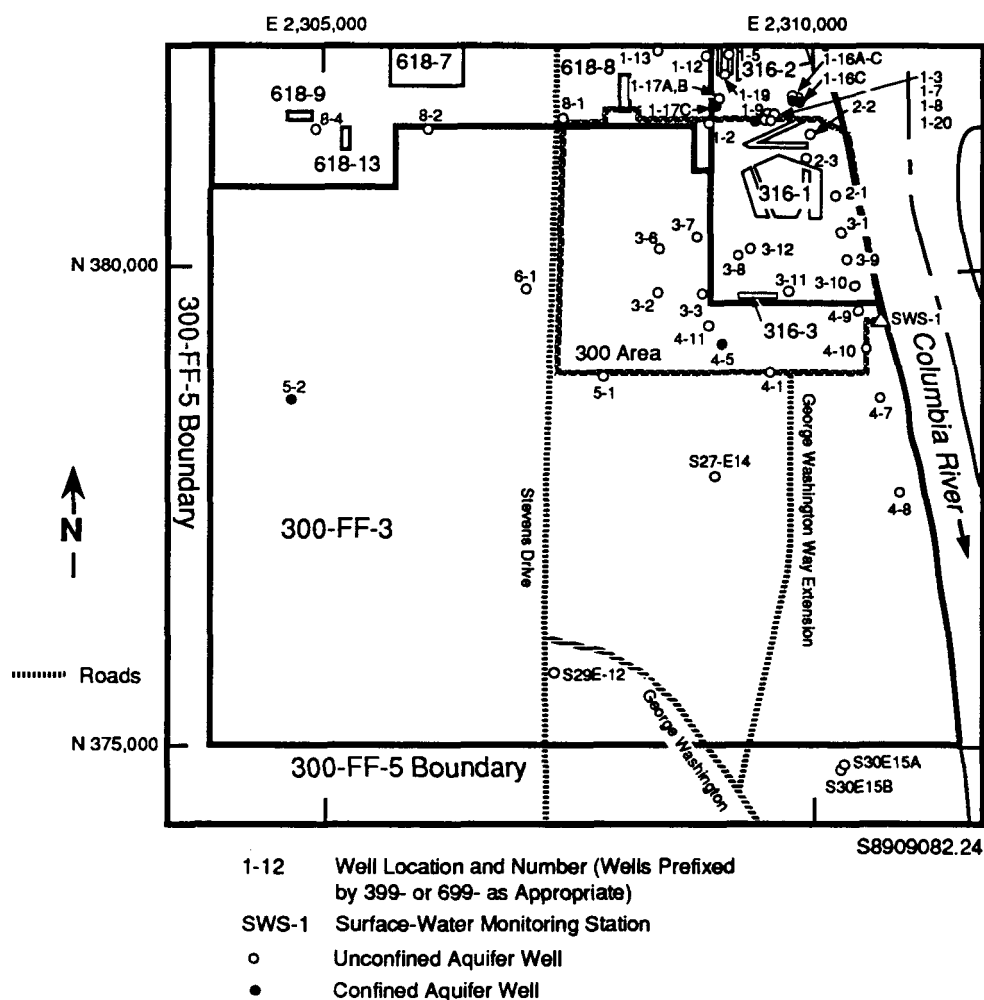 E 2,305,000
E 2,310,000
618-7
618-8
1-13
1-12
1-5
316-2
1-16A-C
1-16C
1-17A,B
1-19
1-3
1-7
1-8
1-20
618-9
8-4
8-2
8-1
1-17C
1-9
2-2
1-2
618-13
2-3
316-1
2-1
3-1
3-7
3-6
3-12
3-8
3-9
N 380,000
6-1
3-2
3-3
3-11
3-10
4-9
SWS-1
316-3
4-11
300 Area
4-5
4-10
5-2
5-1
4-1
4-7
300-FF-5 Boundary
Columbia River
George Washington Way Extension
S27-E14
4-8
N
300-FF-3
Stevens Drive
Roads
S29E-12
George Washington
N 375,000
300-FF-5 Boundary
S30E15A
S30E15B
S8909082.24
1-12 Well Location and Number (Wells Prefixed
by 399- or 699- as Appropriate)
SWS-1 Surface-Water Monitoring Station
Unconfined Aquifer Well
Confined Aquifer Well